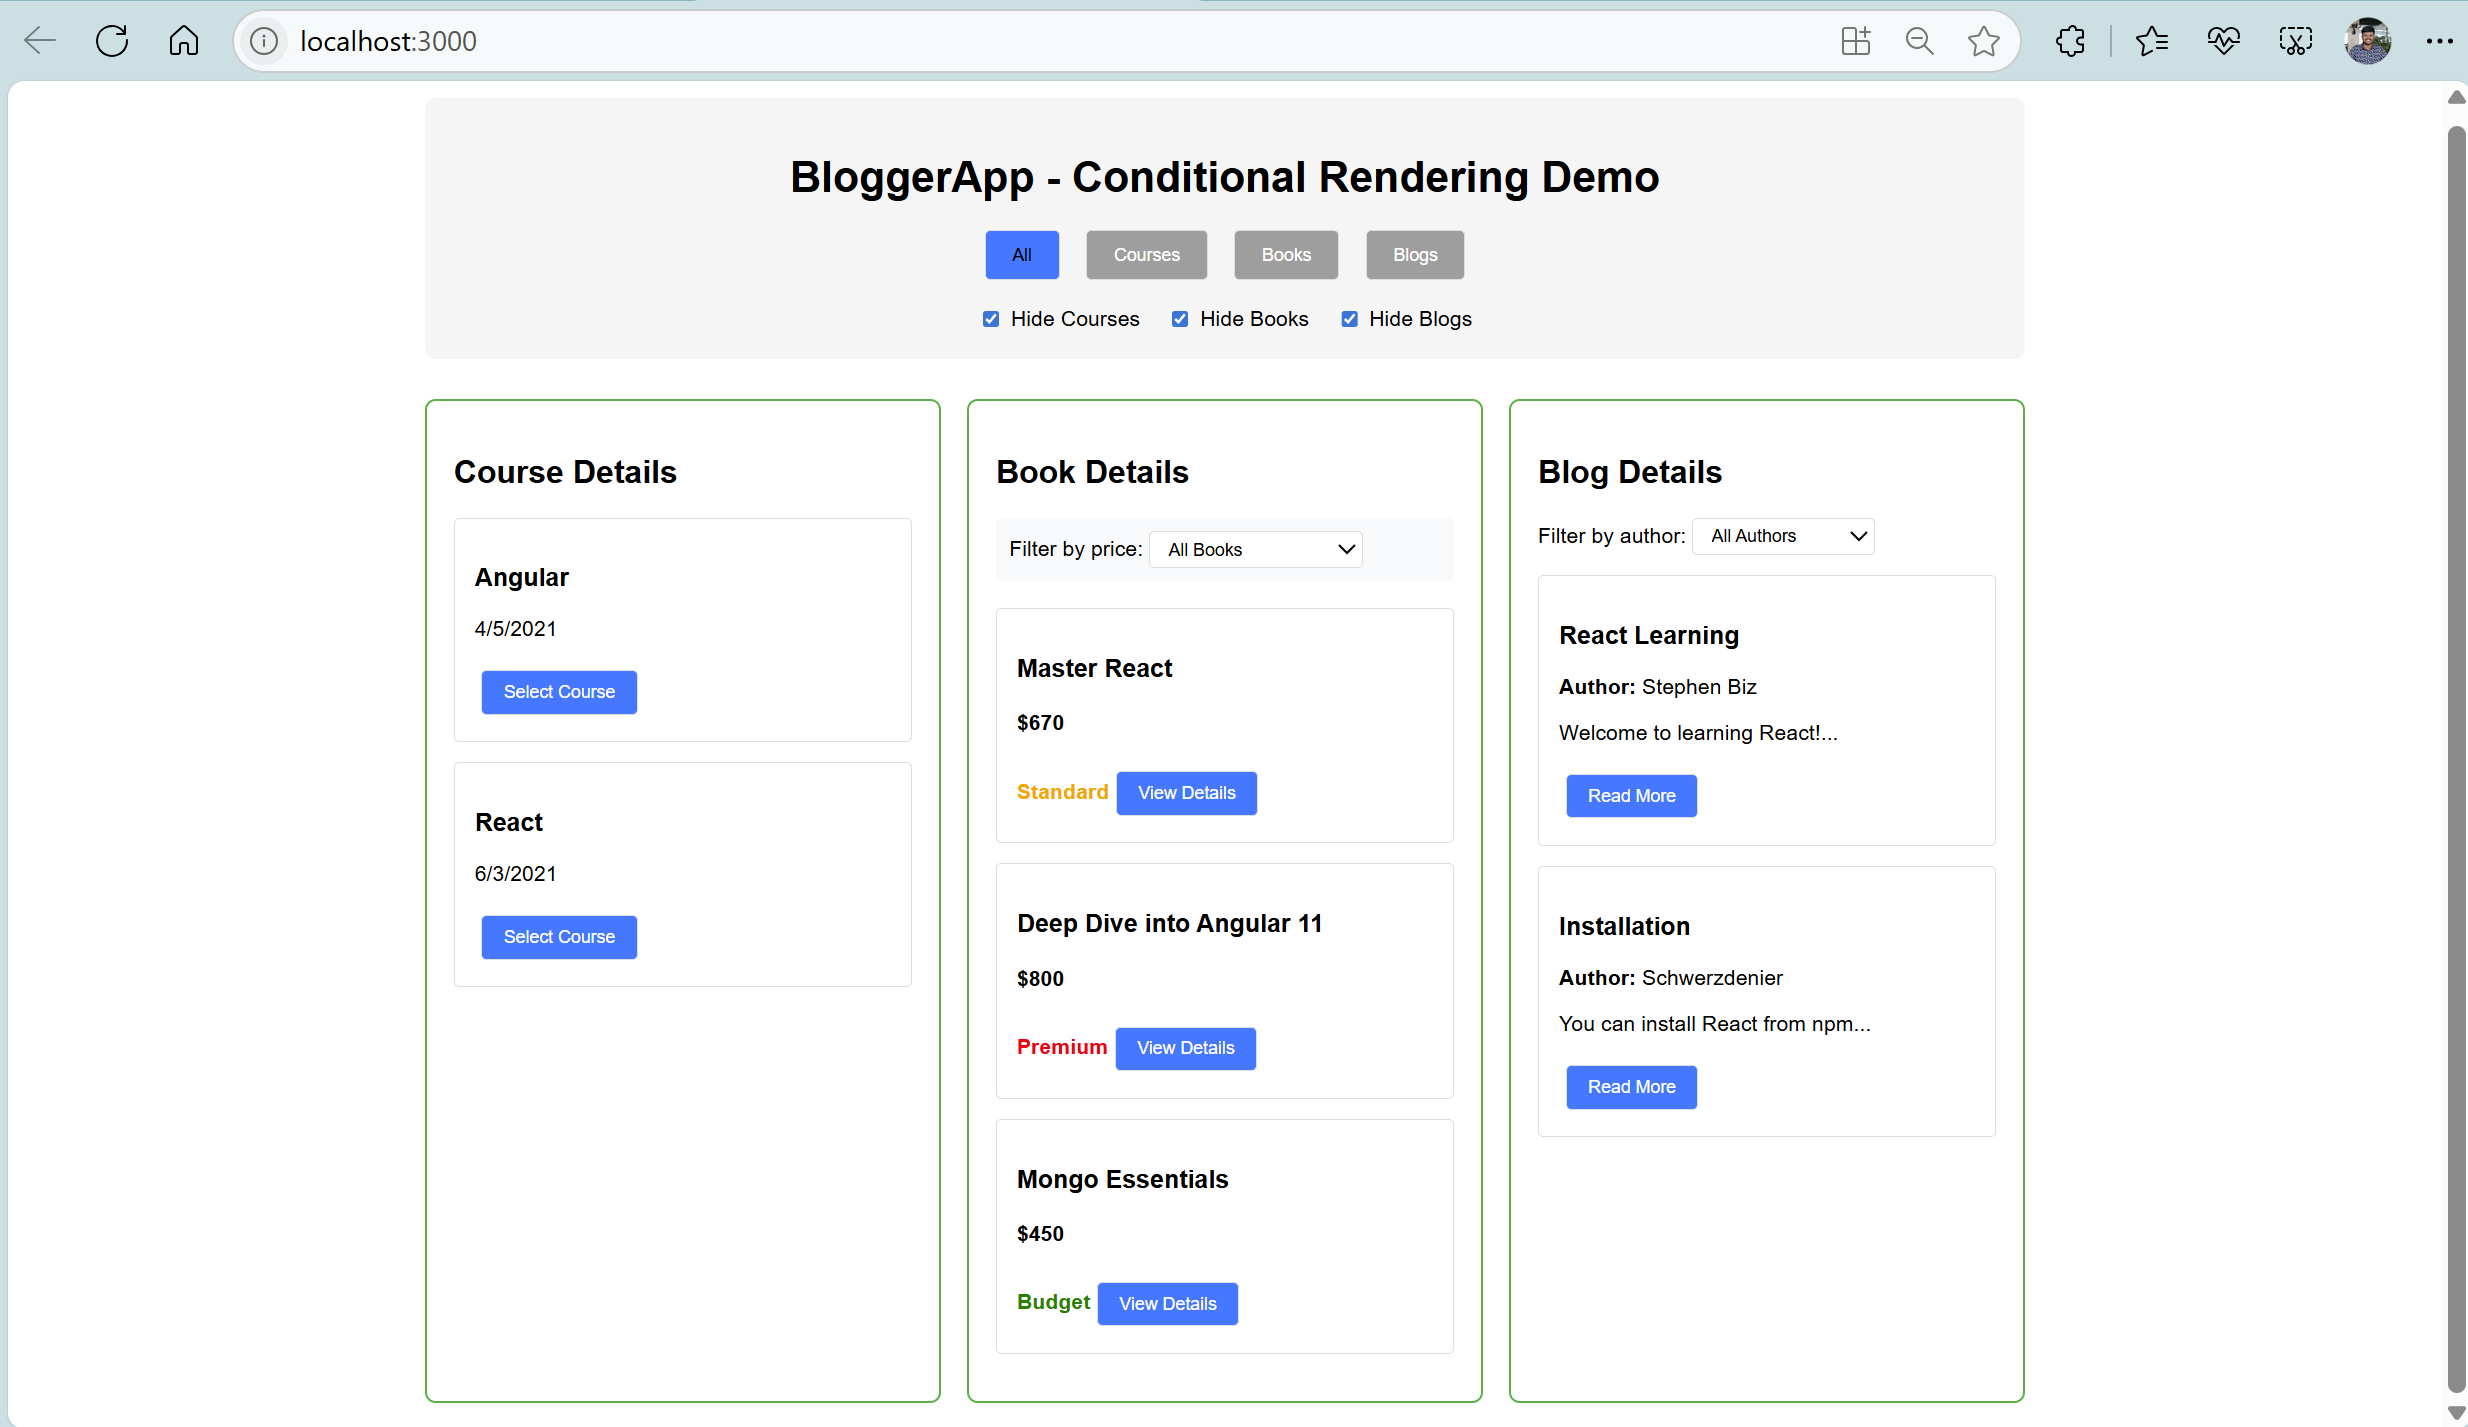 localhost:3000
BloggerApp - Conditional Rendering Demo
All Courses Books Blogs
Hide Courses Hide Books Hide Blogs
Course Details
Angular
4/5/2021
Select Course
React
6/3/2021
Select Course
Book Details
Filter by price: All Books
Master React
$670
Standard View Details
Deep Dive into Angular 11
$800
Premium View Details
Mongo Essentials
$450
Budget View Details
Blog Details
Filter by author: All Authors
React Learning
Author: Stephen Biz
Welcome to learning React!...
Read More
Installation
Author: Schwerzdenier
You can install React from npm...
Read More